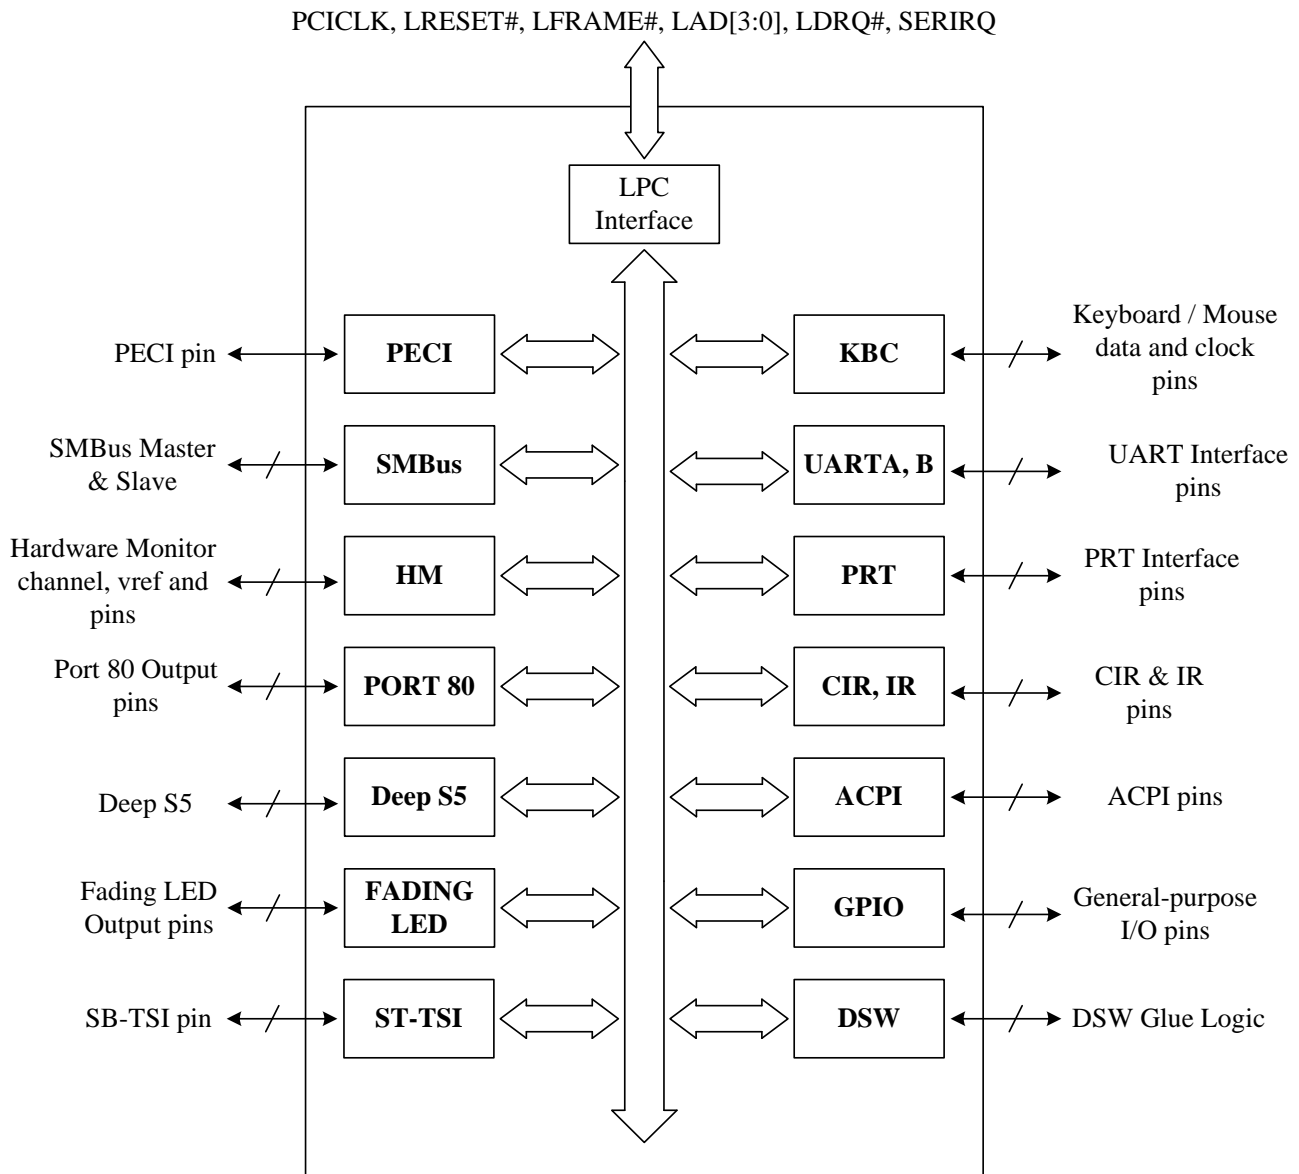 PCICLK, LRESET#, LFRAME#, LAD[3:0], LDRQ#, SERIRQ
LPC
Interface
PECI pin
PECI
KBC
Keyboard / Mouse
data and clock
pins
SMBus Master
& Slave
SMBus
UARTA, B
UART Interface
pins
Hardware Monitor
channel, vref and
pins
HM
PRT
PRT Interface
pins
Port 80 Output
pins
PORT 80
CIR, IR
CIR & IR
pins
Deep S5
Deep S5
ACPI
ACPI pins
Fading LED
Output pins
FADING
LED
GPIO
General-purpose
I/O pins
SB-TSI pin
ST-TSI
DSW
DSW Glue Logic